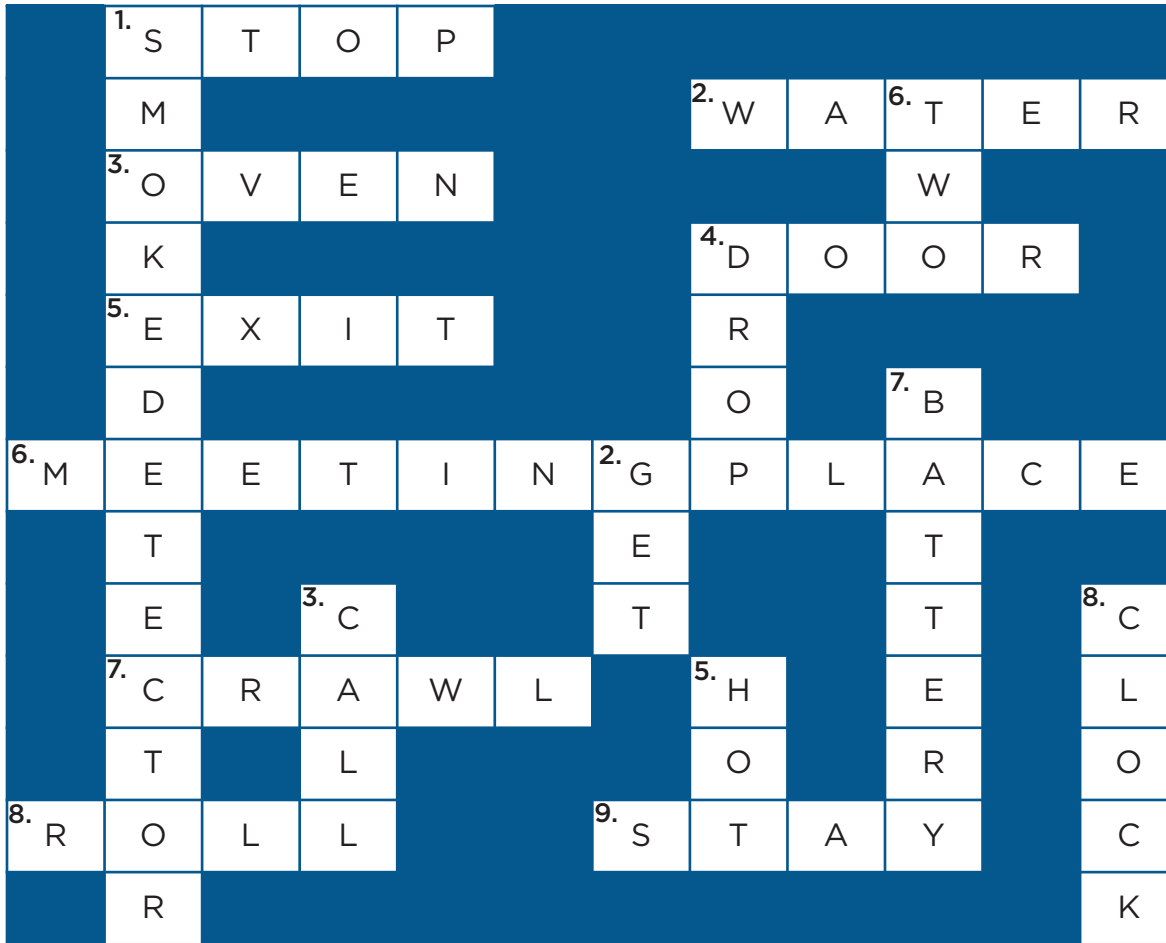 1. S T O P
M 2. W A 6. T E R
3. O V E N W
K 4. D O O R
5. E X I T R
D O 7. B
6. M E E T I N 2. G P L A C E
T E T
E 3. C T T 8. C
7. C R A W L 5. H E L
T L O R O
8. R O L L 9. S T A Y C
R K